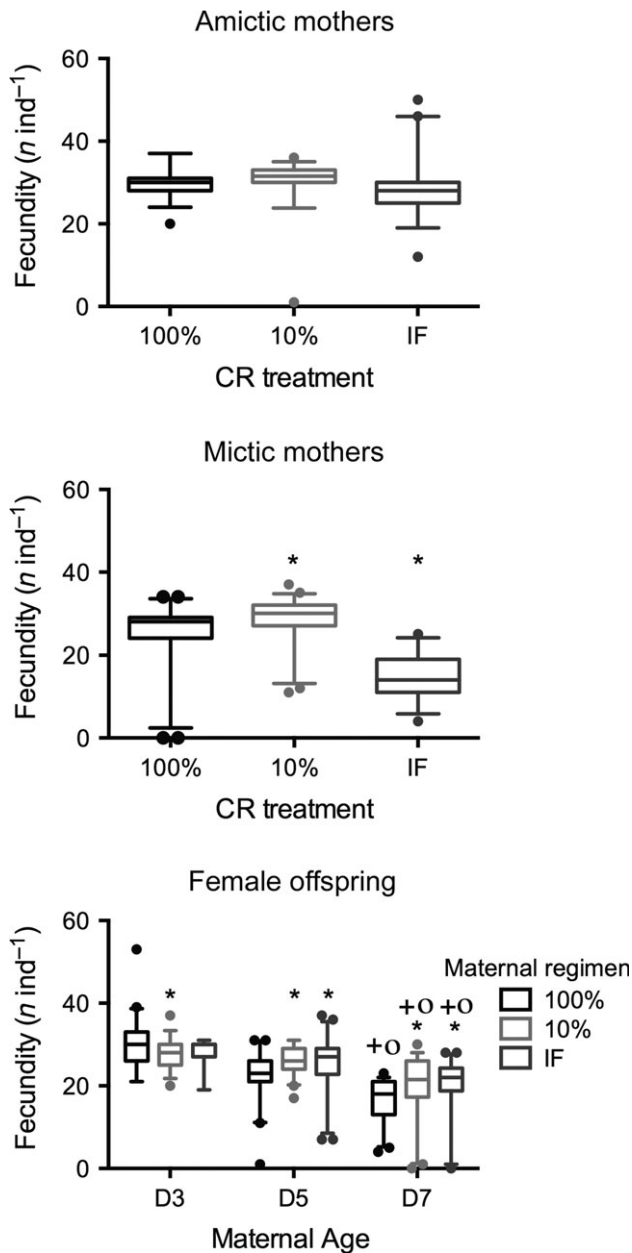 Amictic mothers
60
40
20
0
Fecundity (n ind⁻¹)
100% 10% IF
CR treatment
Mictic mothers
60
40
20
0
Fecundity (n ind⁻¹)
* *
100% 10% IF
CR treatment
Female offspring
60
40
20
0
Fecundity (n ind⁻¹)
* * * +o +o * +o *
D3 D5 D7
Maternal Age
Maternal regimen
100%
10%
IF